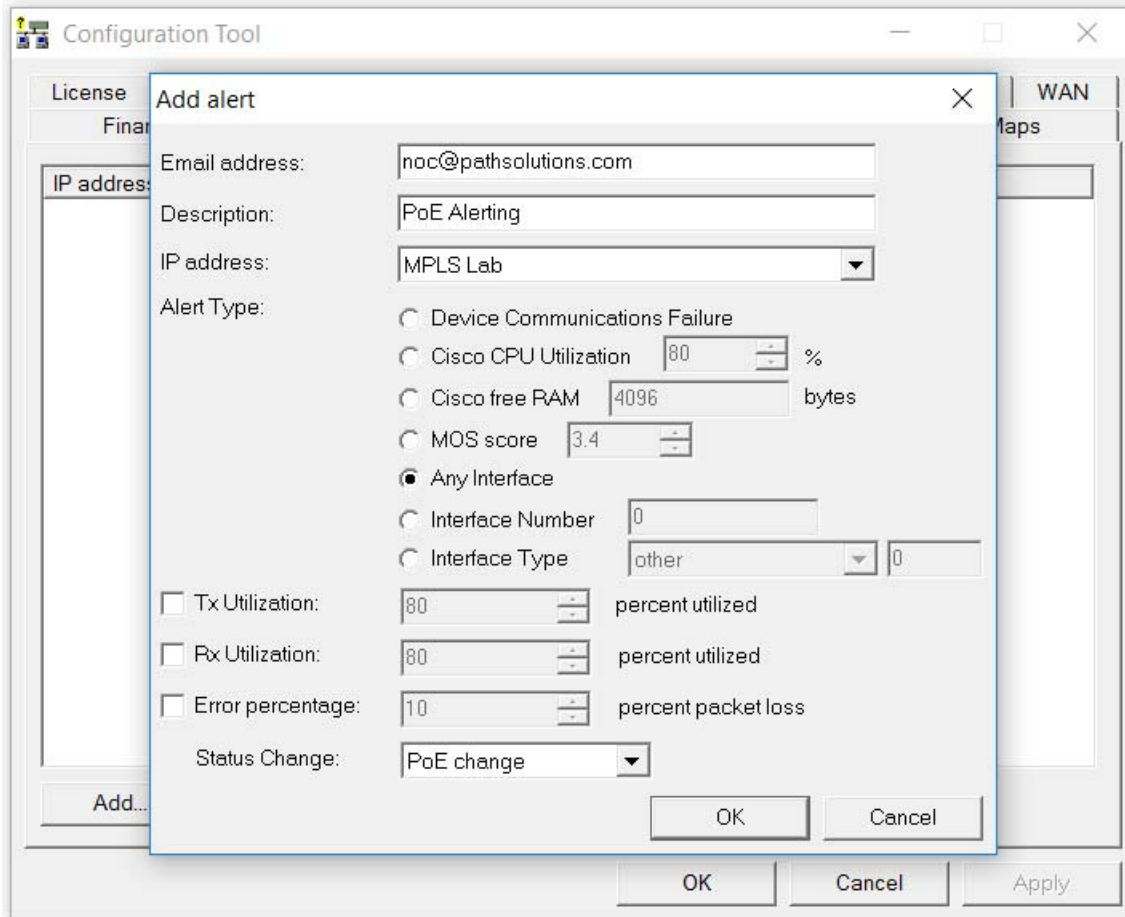 Configuration Tool
License
WAN
Finan
Maps
IP address
Add alert
Email address: noc@pathsolutions.com
Description: PoE Alerting
IP address: MPLS Lab
Alert Type:
Device Communications Failure
Cisco CPU Utilization 80 %
Cisco free RAM 4096 bytes
MOS score 3.4
Any Interface
Interface Number 0
Interface Type other 0
Tx Utilization: 80 percent utilized
Rx Utilization: 80 percent utilized
Error percentage: 10 percent packet loss
Status Change: PoE change
OK Cancel
Add...
OK Cancel Apply